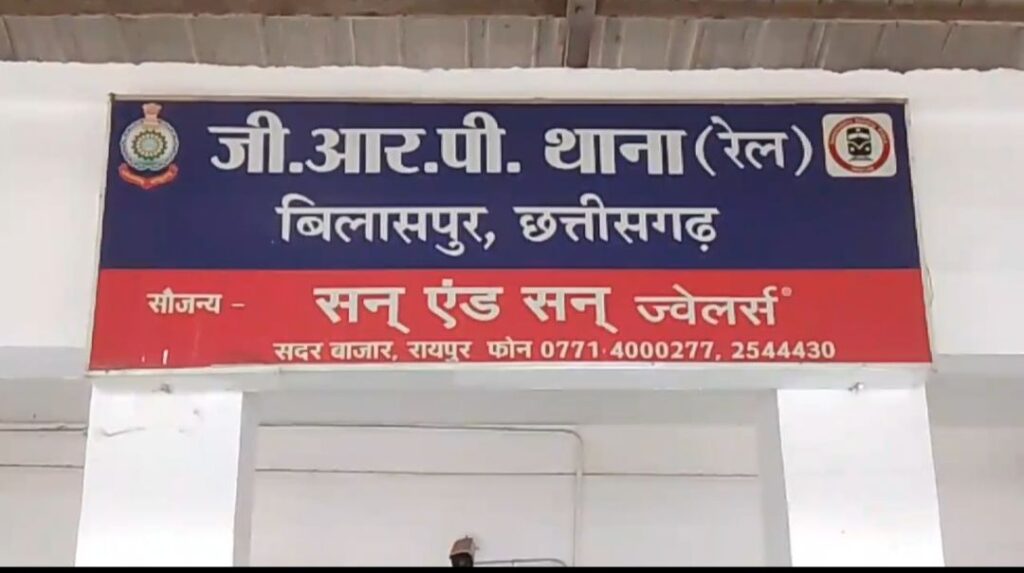 जी.आर.पी. थाना (रेल)
बिलासपुर, छत्तीसगढ़
सौजन्य - सन् एंड सन् ज्वेलर्स®
सदर बाजार, रायपुर फोन 0771 4000277, 2544430